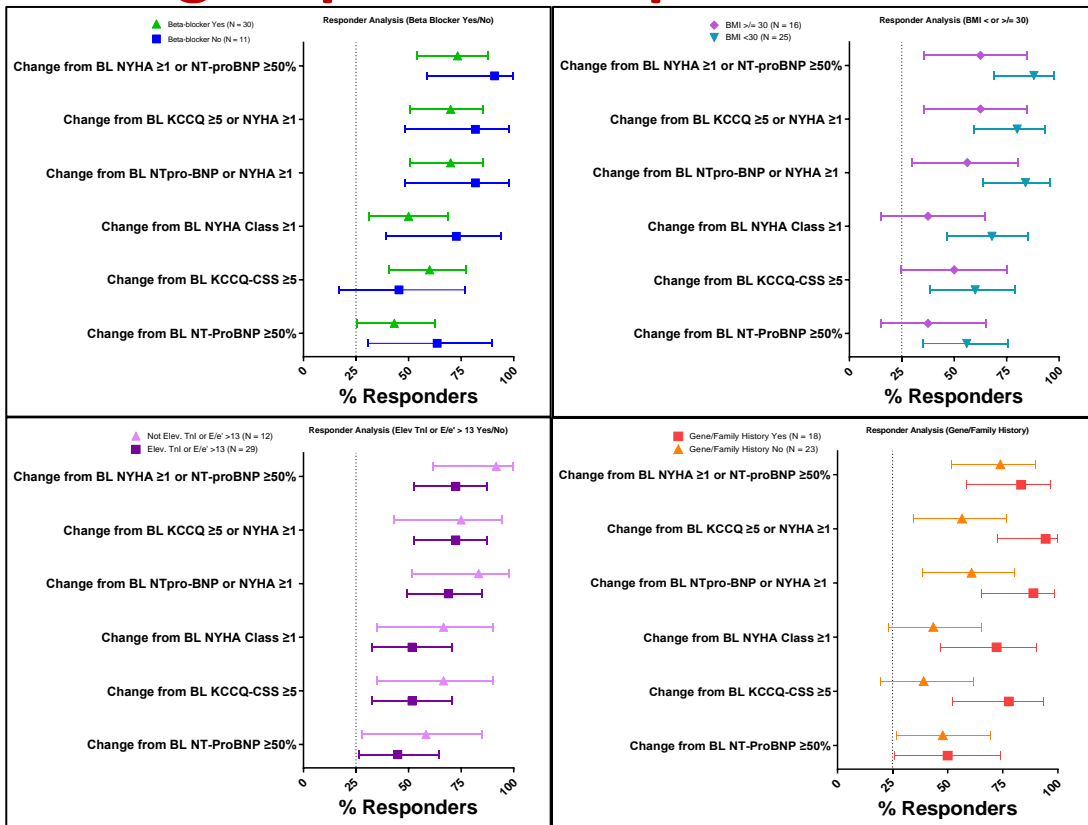 Responder Analysis (Beta Blocker Yes/No)
Beta-blocker Yes (N = 30)
Beta-blocker No (N = 11)
Change from BL NYHA ≥1 or NT-proBNP ≥50%
Change from BL KCCQ ≥5 or NYHA ≥1
Change from BL NTpro-BNP or NYHA ≥1
Change from BL NYHA Class ≥1
Change from BL KCCQ-CSS ≥5
Change from BL NT-ProBNP ≥50%
0 25 50 75 100
% Responders
Responder Analysis (BMI < or >/= 30)
BMI >/= 30 (N = 16)
BMI <30 (N = 25)
Change from BL NYHA ≥1 or NT-proBNP ≥50%
Change from BL KCCQ ≥5 or NYHA ≥1
Change from BL NTpro-BNP or NYHA ≥1
Change from BL NYHA Class ≥1
Change from BL KCCQ-CSS ≥5
Change from BL NT-ProBNP ≥50%
0 25 50 75 100
% Responders
Responder Analysis (Elev TnI or E/e' > 13 Yes/No)
Not Elev. TnI or E/e' >13 (N = 12)
Elev. TnI or E/e' >13 (N = 29)
Change from BL NYHA ≥1 or NT-proBNP ≥50%
Change from BL KCCQ ≥5 or NYHA ≥1
Change from BL NTpro-BNP or NYHA ≥1
Change from BL NYHA Class ≥1
Change from BL KCCQ-CSS ≥5
Change from BL NT-ProBNP ≥50%
0 25 50 75 100
% Responders
Responder Analysis (Gene/Family History)
Gene/Family History Yes (N = 18)
Gene/Family History No (N = 23)
Change from BL NYHA ≥1 or NT-proBNP ≥50%
Change from BL KCCQ ≥5 or NYHA ≥1
Change from BL NTpro-BNP or NYHA ≥1
Change from BL NYHA Class ≥1
Change from BL KCCQ-CSS ≥5
Change from BL NT-ProBNP ≥50%
0 25 50 75 100
% Responders